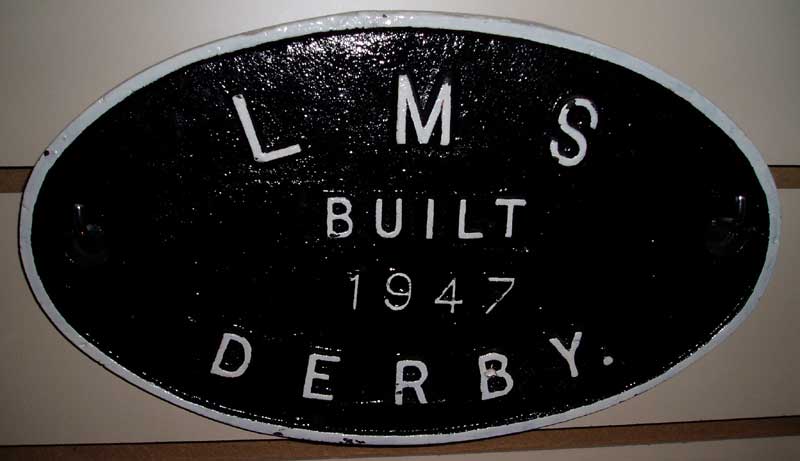 L M S
BUILT
1947
DERBY.